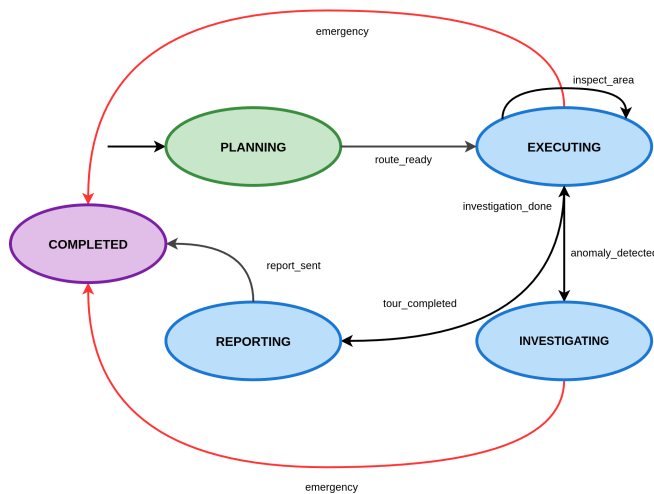 emergency
inspect_area
PLANNING
EXECUTING
route_ready
investigation_done
COMPLETED
anomaly_detected
report_sent
tour_completed
REPORTING
INVESTIGATING
emergency